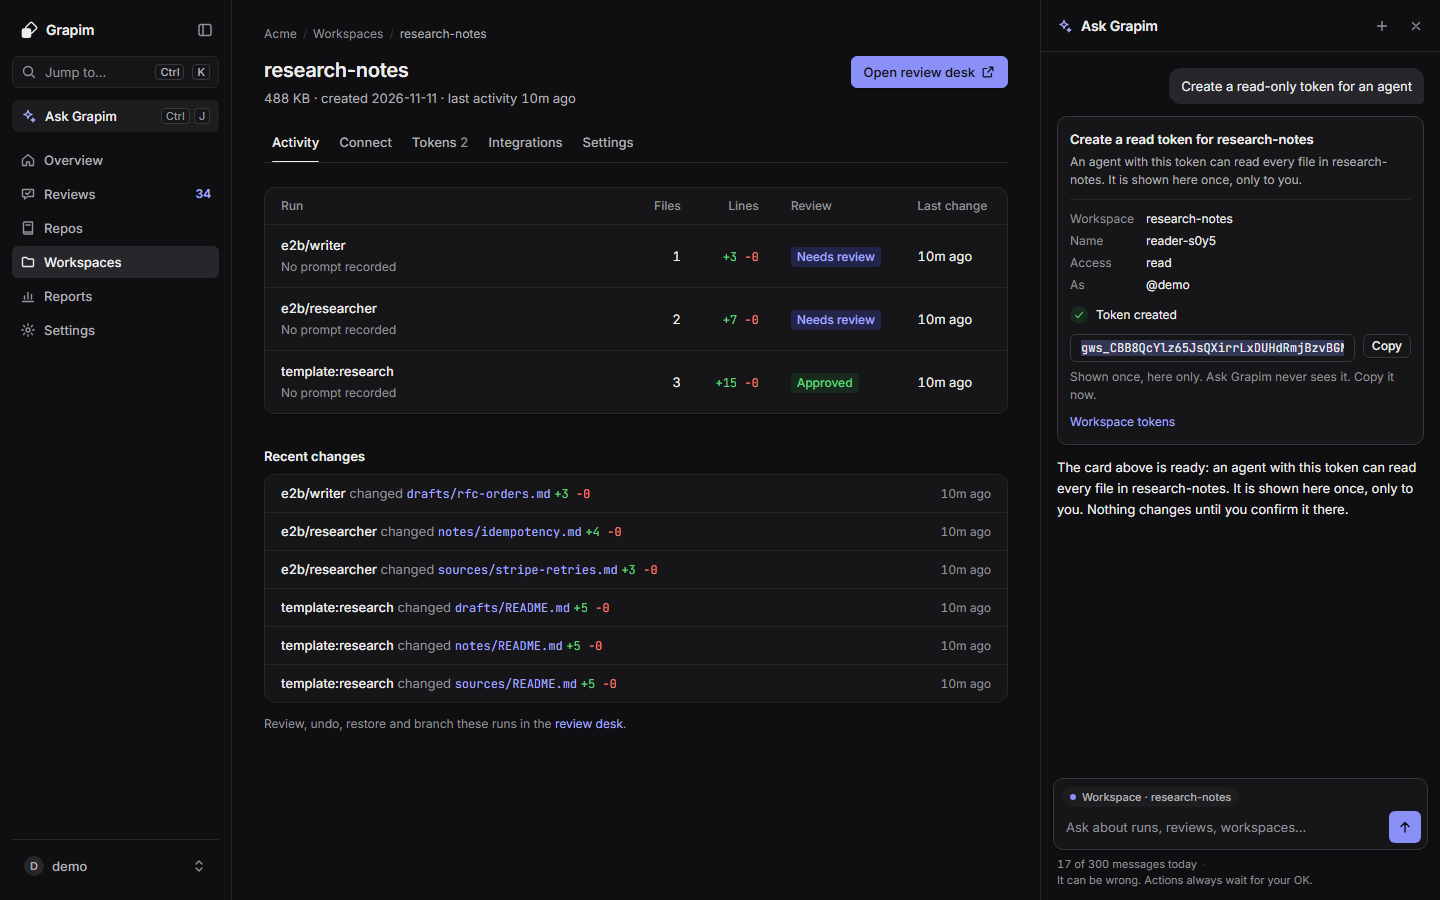 Grapim
Jump to...
Ctrl K
Ask Grapim
Ctrl J
Overview
Reviews
34
Repos
Workspaces
Reports
Settings
D demo
Acme / Workspaces / research-notes
research-notes
488 KB · created 2026-11-11 · last activity 10m ago
Open review desk
Activity Connect Tokens 2 Integrations Settings
Run Files Lines Review Last change
e2b/writer
No prompt recorded
1 +3 -0 Needs review 10m ago
e2b/researcher
No prompt recorded
2 +7 -0 Needs review 10m ago
template:research
No prompt recorded
3 +15 -0 Approved 10m ago
Recent changes
e2b/writer changed drafts/rfc-orders.md +3 -0 10m ago
e2b/researcher changed notes/idempotency.md +4 -0 10m ago
e2b/researcher changed sources/stripe-retries.md +3 -0 10m ago
template:research changed drafts/README.md +5 -0 10m ago
template:research changed notes/README.md +5 -0 10m ago
template:research changed sources/README.md +5 -0 10m ago
Review, undo, restore and branch these runs in the review desk.
Ask Grapim
Create a read-only token for an agent
Create a read token for research-notes
An agent with this token can read every file in research-
notes. It is shown here once, only to you.
Workspace research-notes
Name reader-s0y5
Access read
As @demo
Token created
gws_CBB8QcYlz65JsQXirrLxDUHdRmjBzvBGM
Copy
Shown once, here only. Ask Grapim never sees it. Copy it
now.
Workspace tokens
The card above is ready: an agent with this token can read
every file in research-notes. It is shown here once, only to
you. Nothing changes until you confirm it there.
Workspace · research-notes
Ask about runs, reviews, workspaces...
17 of 300 messages today ·
It can be wrong. Actions always wait for your OK.